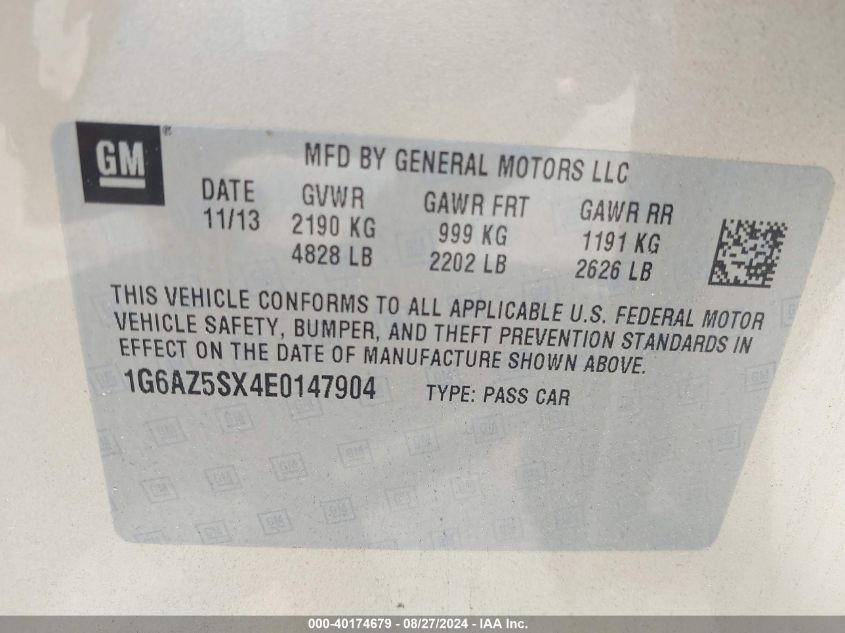 GM®
MFD BY GENERAL MOTORS LLC
DATE GVWR GAWR FRT GAWR RR
11/13 2190 KG 999 KG 1191 KG
4828 LB 2202 LB 2626 LB
THIS VEHICLE CONFORMS TO ALL APPLICABLE U.S. FEDERAL MOTOR
VEHICLE SAFETY, BUMPER, AND THEFT PREVENTION STANDARDS IN
EFFECT ON THE DATE OF MANUFACTURE SHOWN ABOVE.
1G6AZ5SX4E0147904 TYPE: PASS CAR
000-40174679 - 08/27/2024 - IAA Inc.